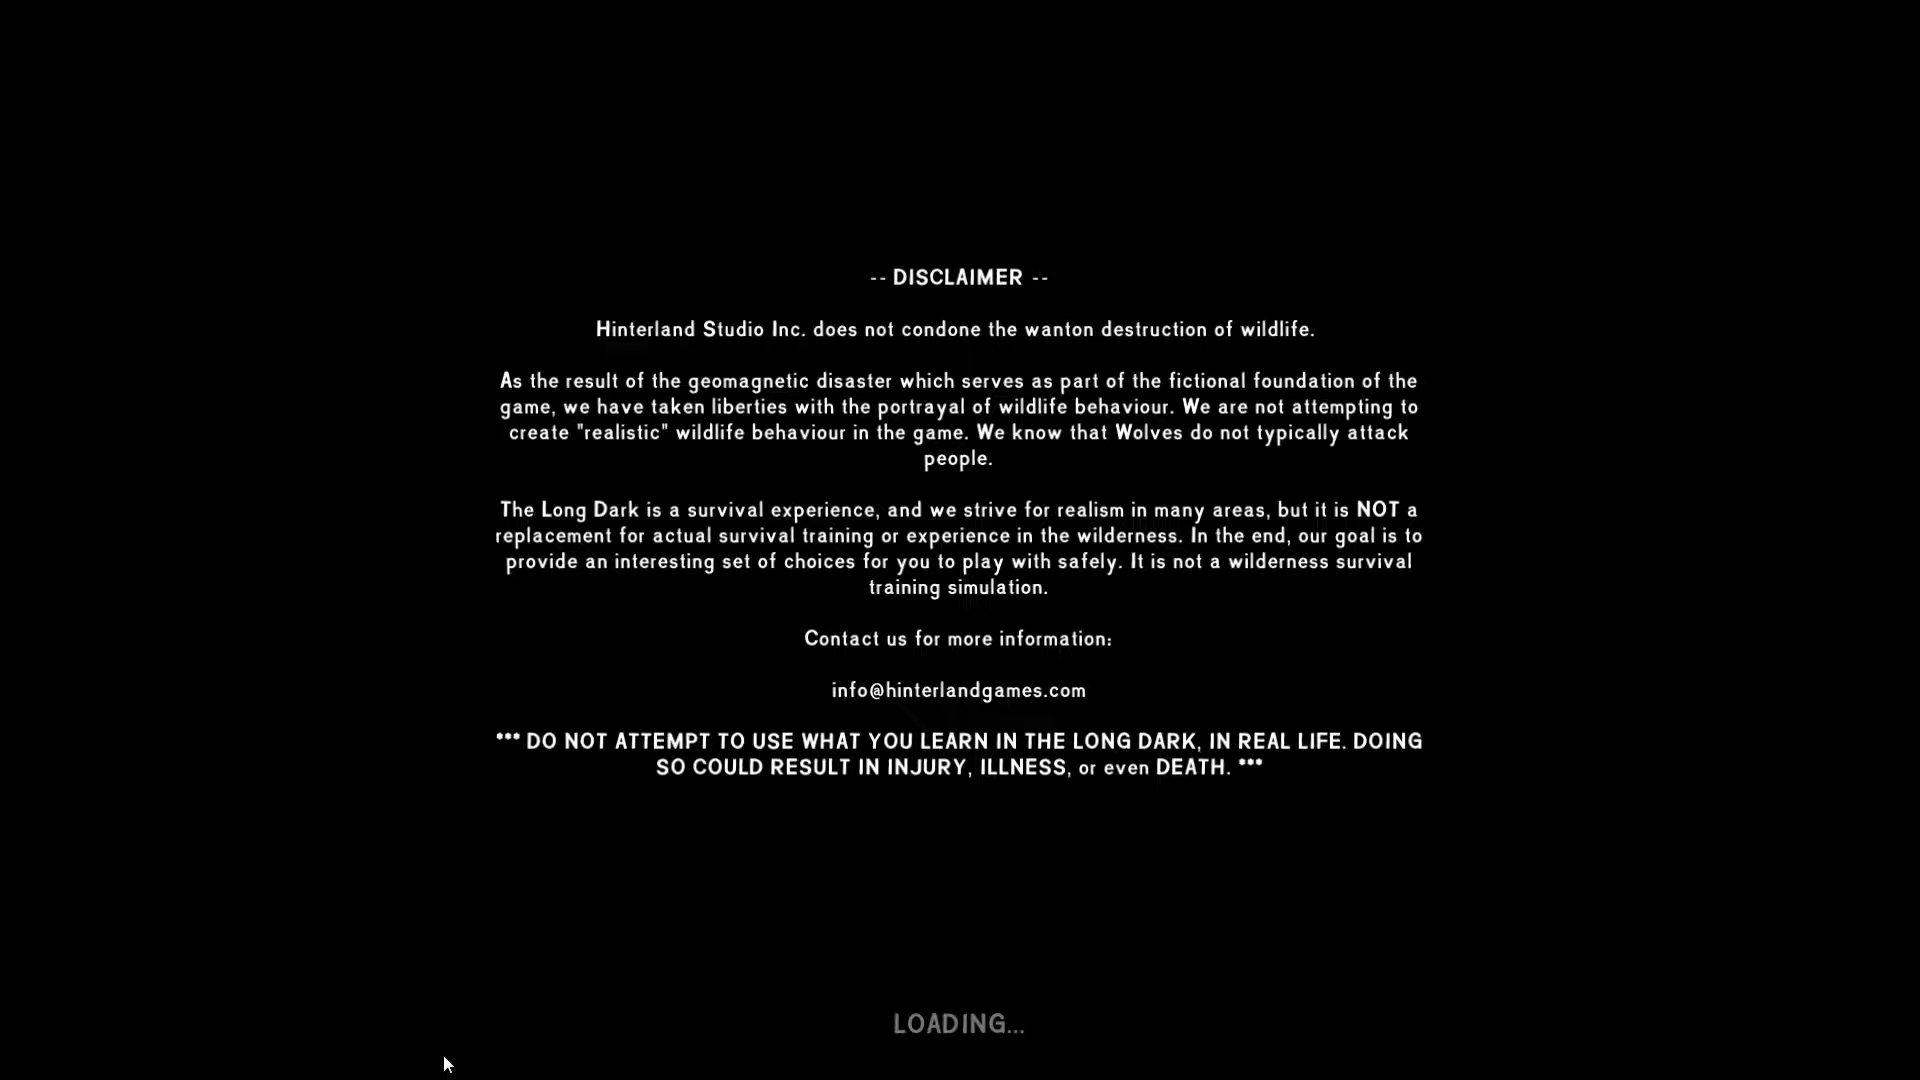 -- DISCLAIMER --
Hinterland Studio Inc. does not condone the wanton destruction of wildlife.
As the result of the geomagnetic disaster which serves as part of the fictional foundation of the
game, we have taken liberties with the portrayal of wildlife behaviour. We are not attempting to
create "realistic" wildlife behaviour in the game. We know that Wolves do not typically attack
people.
The Long Dark is a survival experience, and we strive for realism in many areas, but it is NOT a
replacement for actual survival training or experience in the wilderness. In the end, our goal is to
provide an interesting set of choices for you to play with safely. It is not a wilderness survival
training simulation.
Contact us for more information:
info@hinterlandgames.com
*** DO NOT ATTEMPT TO USE WHAT YOU LEARN IN THE LONG DARK, IN REAL LIFE. DOING
SO COULD RESULT IN INJURY, ILLNESS, or even DEATH. ***
LOADING...